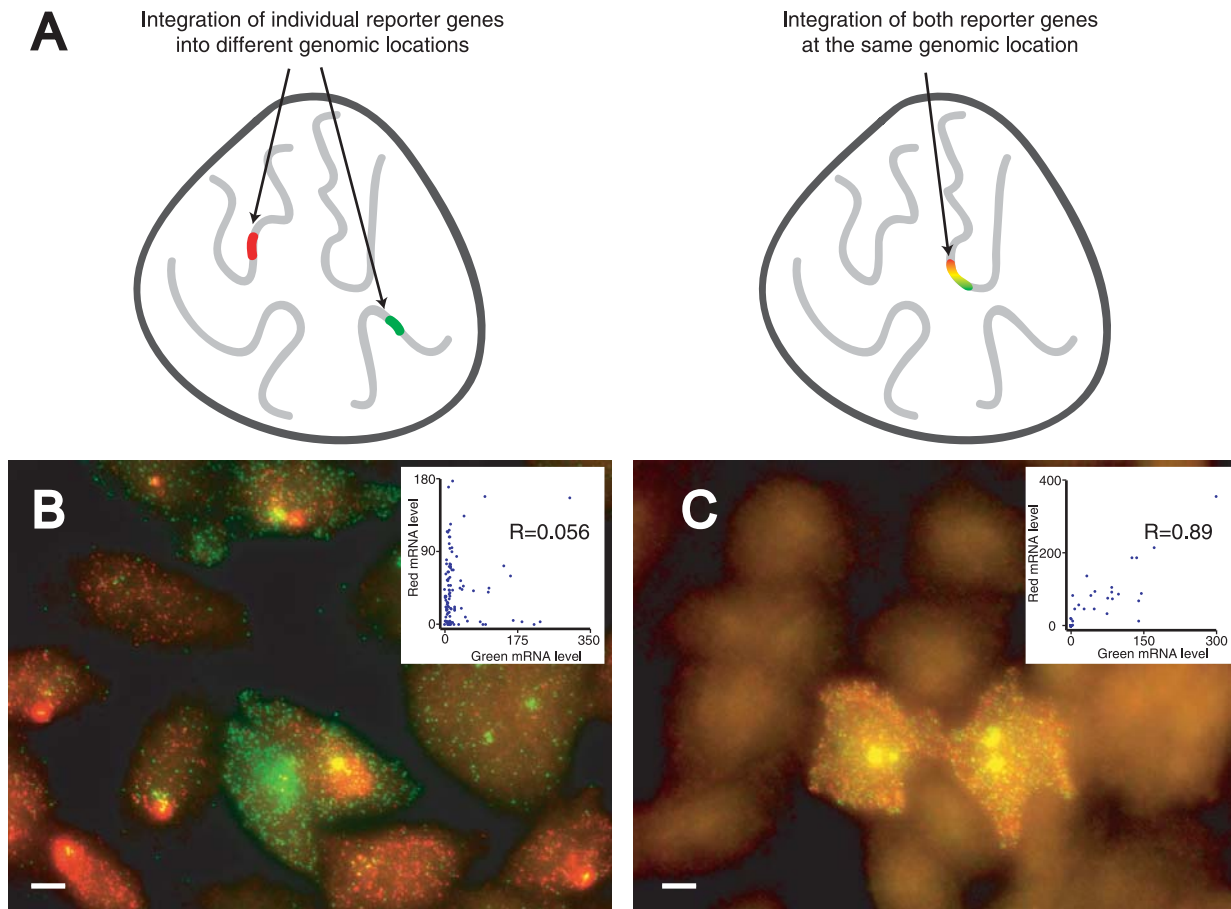 A
Integration of individual reporter genes
into different genomic locations
Integration of both reporter genes
at the same genomic location
B
180
90
0
Red mRNA level
R=0.056
0 175 350
Green mRNA level
C
400
200
0
Red mRNA level
R=0.89
0 300
Green mRNA level